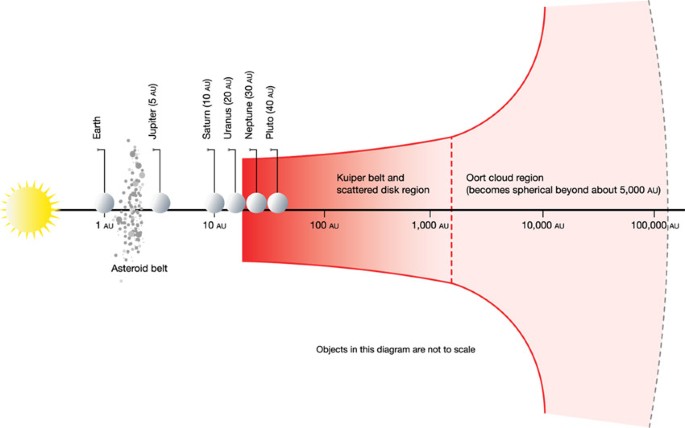 Earth
Jupiter (5 AU)
Saturn (10 AU)
Uranus (20 AU)
Neptune (30 AU)
Pluto (40 AU)
Kuiper belt and
scattered disk region
Oort cloud region
(becomes spherical beyond about 5,000 AU)
1 AU
10 AU
100 AU
1,000 AU
10,000 AU
100,000 AU
Asteroid belt
Objects in this diagram are not to scale